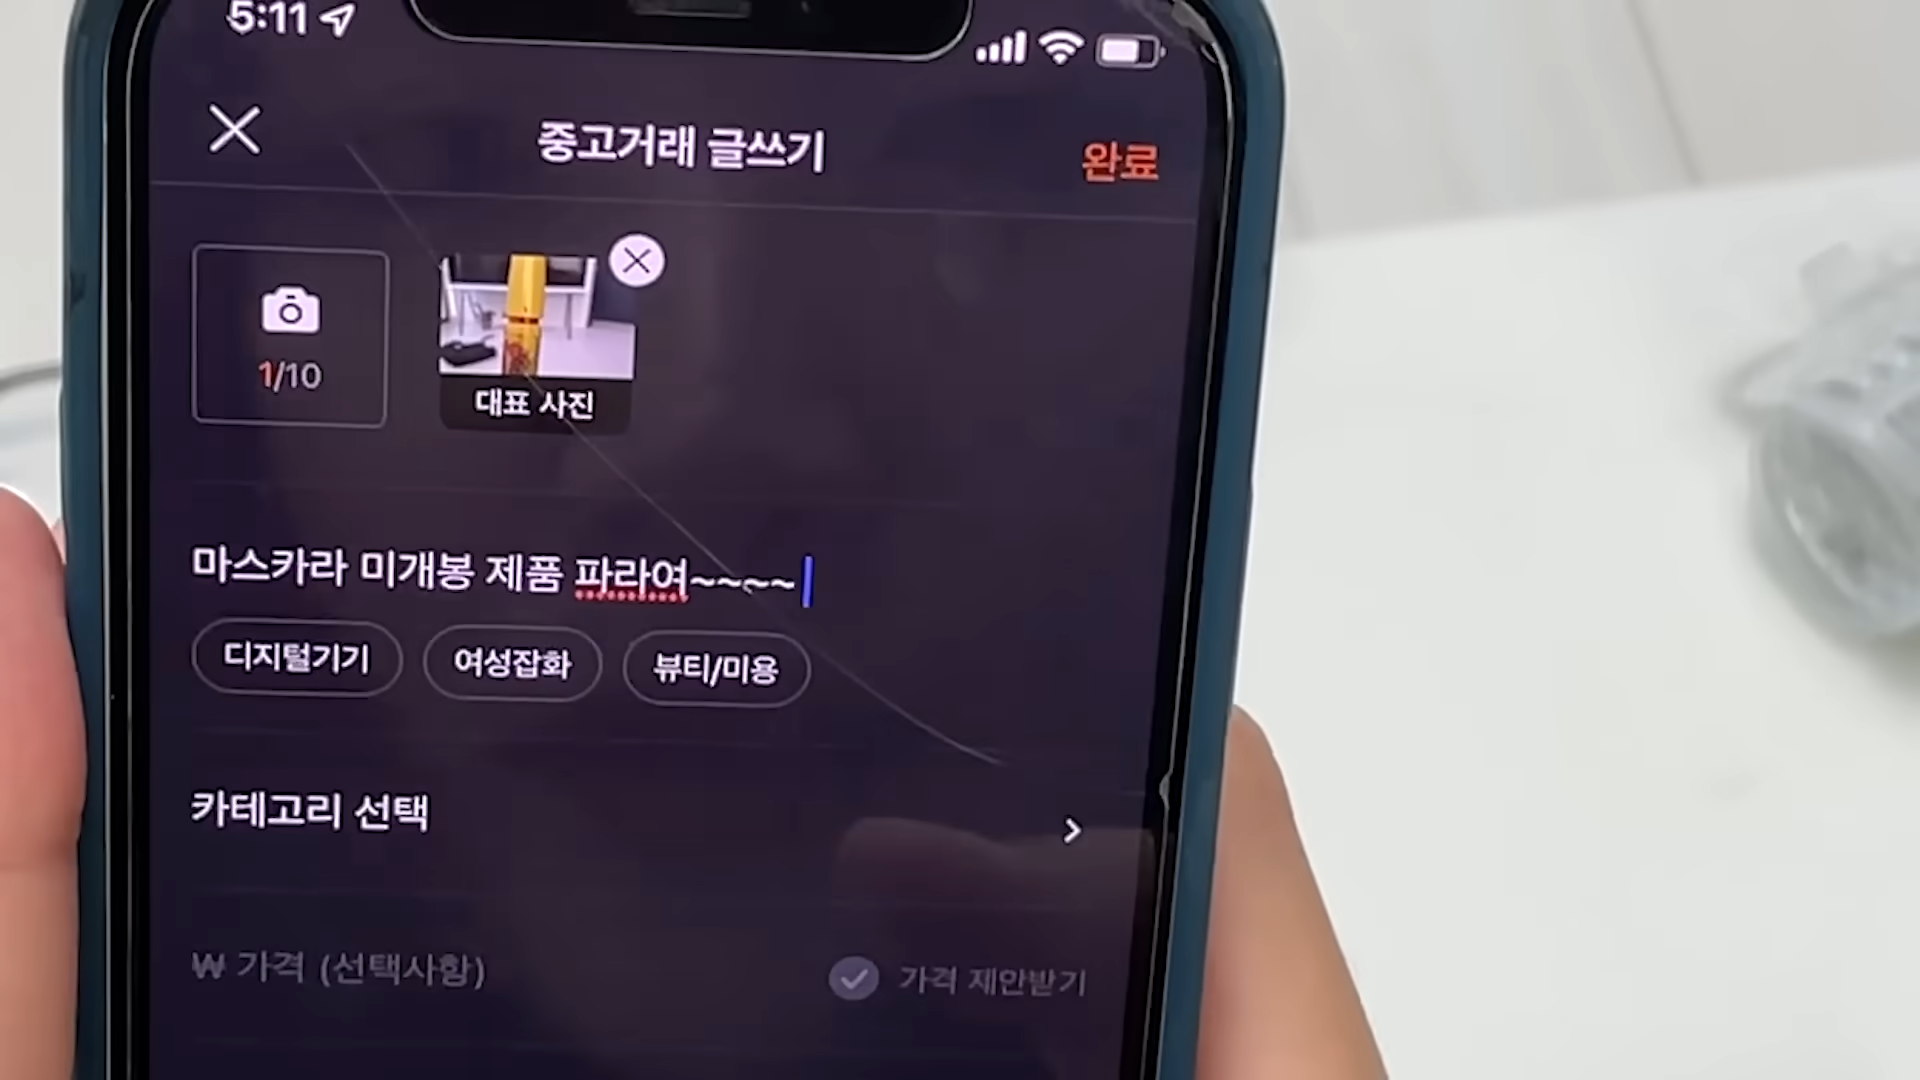 5:11
중고거래 글쓰기
완료
1/10
대표 사진
마스카라 미개봉 제품 파라여~~~~
디지털기기 여성잡화 뷰티/미용
카테고리 선택
₩ 가격 (선택사항) 가격 제안받기